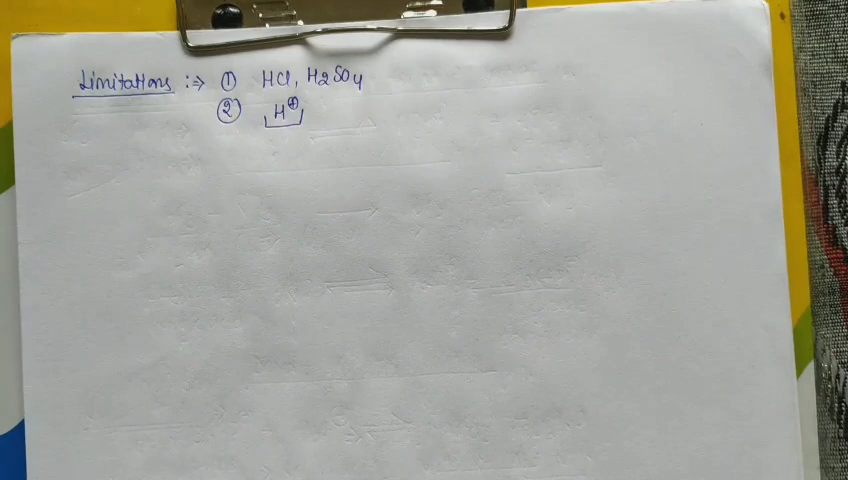 Limitations :⇒ ① HCl, H₂SO₄
② H⊕